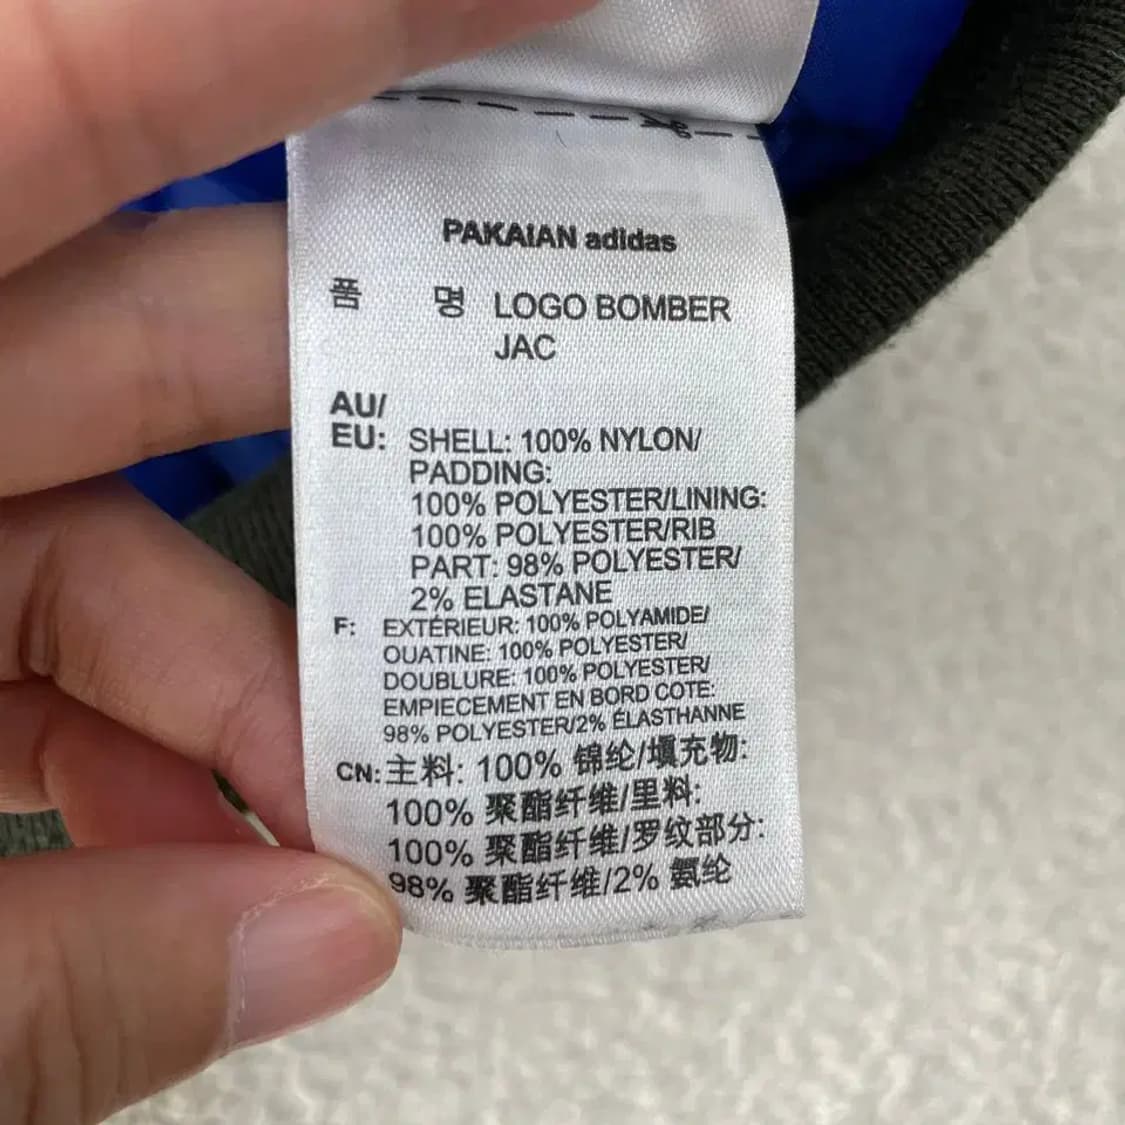 PAKAIAN adidas
품 명 LOGO BOMBER
JAC
AU/
EU: SHELL: 100% NYLON/
PADDING:
100% POLYESTER/LINING:
100% POLYESTER/RIB
PART: 98% POLYESTER/
2% ELASTANE
F: EXTÉRIEUR: 100% POLYAMIDE/
OUATINE: 100% POLYESTER/
DOUBLURE: 100% POLYESTER/
EMPIECEMENT EN BORD COTE:
98% POLYESTER/2% ÉLASTHANNE
CN: 主料: 100% 锦纶/填充物:
100% 聚酯纤维/里料:
100% 聚酯纤维/罗纹部分:
98% 聚酯纤维/2% 氨纶